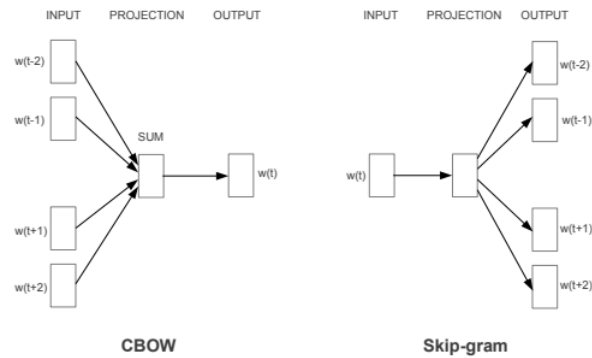 INPUT PROJECTION OUTPUT
w(t-2)
w(t-1)
SUM
w(t)
w(t+1)
w(t+2)
CBOW
INPUT PROJECTION OUTPUT
w(t-2)
w(t-1)
w(t)
w(t+1)
w(t+2)
Skip-gram